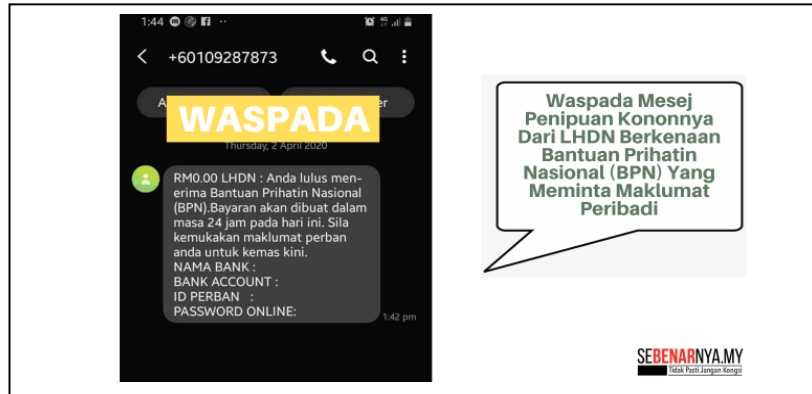 1:44
+60109287873
WASPADA
Thursday, 2 April 2020
RM0.00 LHDN : Anda lulus men-
erima Bantuan Prihatin Nasional
(BPN).Bayaran akan dibuat dalam
masa 24 jam pada hari ini. Sila
kemukakan maklumat perban
anda untuk kemas kini.
NAMA BANK :
BANK ACCOUNT :
ID PERBAN :
PASSWORD ONLINE:
1:42 pm
Waspada Mesej
Penipuan Kononnya
Dari LHDN Berkenaan
Bantuan Prihatin
Nasional (BPN) Yang
Meminta Maklumat
Peribadi
SEBENARNYA.MY
Tidak Pasti Jangan Kongsi